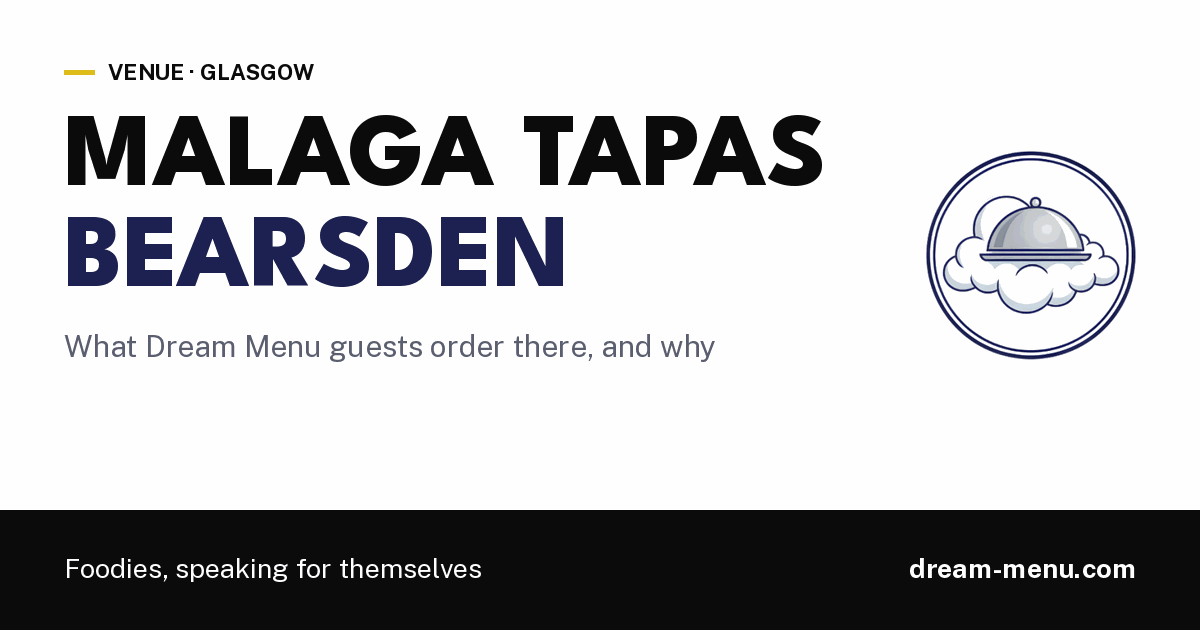 VENUE · GLASGOW
MALAGA TAPAS
BEARSDEN
What Dream Menu guests order there, and why
Foodies, speaking for themselves
dream-menu.com